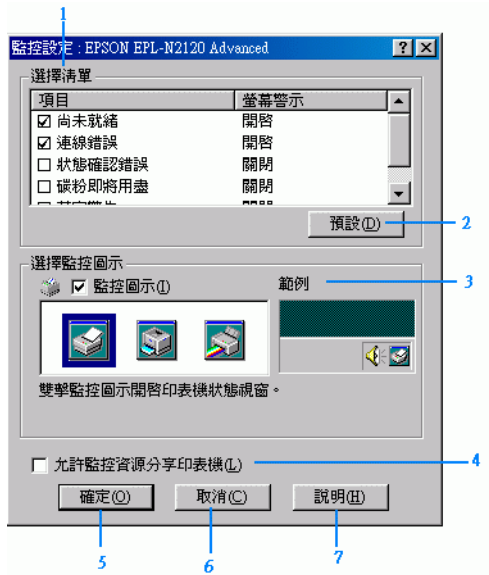 1
監控設定 : EPSON EPL-N2120 Advanced
選擇清單
項目 螢幕警示
尚未就緒 開啓
連線錯誤 開啓
狀態確認錯誤 關閉
碳粉即將用盡 關閉
預設(D) 2
選擇監控圖示
監控圖示(I) 範例 3
雙擊監控圖示開啓印表機狀態視窗。
允許監控資源分享印表機(L) 4
確定(O) 取消(C) 説明(H)
5 6 7